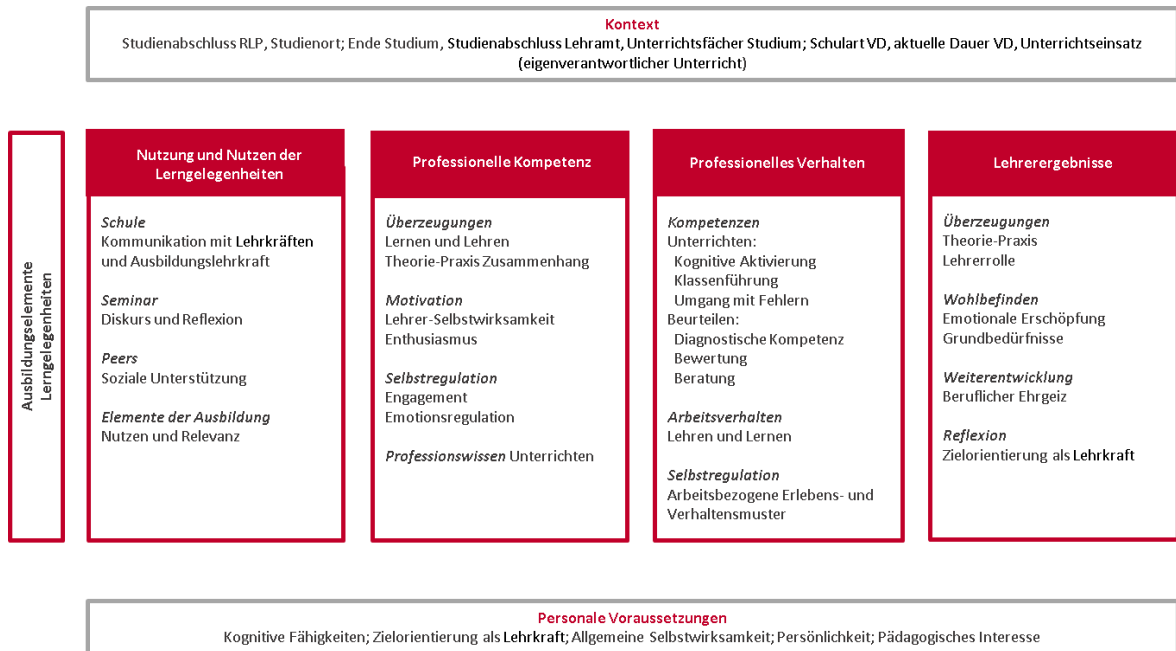 Kontext
Studienabschluss RLP, Studienort; Ende Studium, Studienabschluss Lehramt, Unterrichtsfächer Studium; Schulart VD, aktuelle Dauer VD, Unterrichtseinsatz
(eigenverantwortlicher Unterricht)
Ausbildungselemente
Lerngelegenheiten
Nutzung und Nutzen der
Lerngelegenheiten
Schule
Kommunikation mit Lehrkräften
und Ausbildungslehrkraft
Seminar
Diskurs und Reflexion
Peers
Soziale Unterstützung
Elemente der Ausbildung
Nutzen und Relevanz
Professionelle Kompetenz
Überzeugungen
Lernen und Lehren
Theorie-Praxis Zusammenhang
Motivation
Lehrer-Selbstwirksamkeit
Enthusiasmus
Selbstregulation
Engagement
Emotionsregulation
Professionswissen Unterrichten
Professionelles Verhalten
Kompetenzen
Unterrichten:
Kognitive Aktivierung
Klassenführung
Umgang mit Fehlern
Beurteilen:
Diagnostische Kompetenz
Bewertung
Beratung
Arbeitsverhalten
Lehren und Lernen
Selbstregulation
Arbeitsbezogene Erlebens- und
Verhaltensmuster
Lehrerergebnisse
Überzeugungen
Theorie-Praxis
Lehrerrolle
Wohlbefinden
Emotionale Erschöpfung
Grundbedürfnisse
Weiterentwicklung
Beruflicher Ehrgeiz
Reflexion
Zielorientierung als Lehrkraft
Personale Voraussetzungen
Kognitive Fähigkeiten; Zielorientierung als Lehrkraft; Allgemeine Selbstwirksamkeit; Persönlichkeit; Pädagogisches Interesse